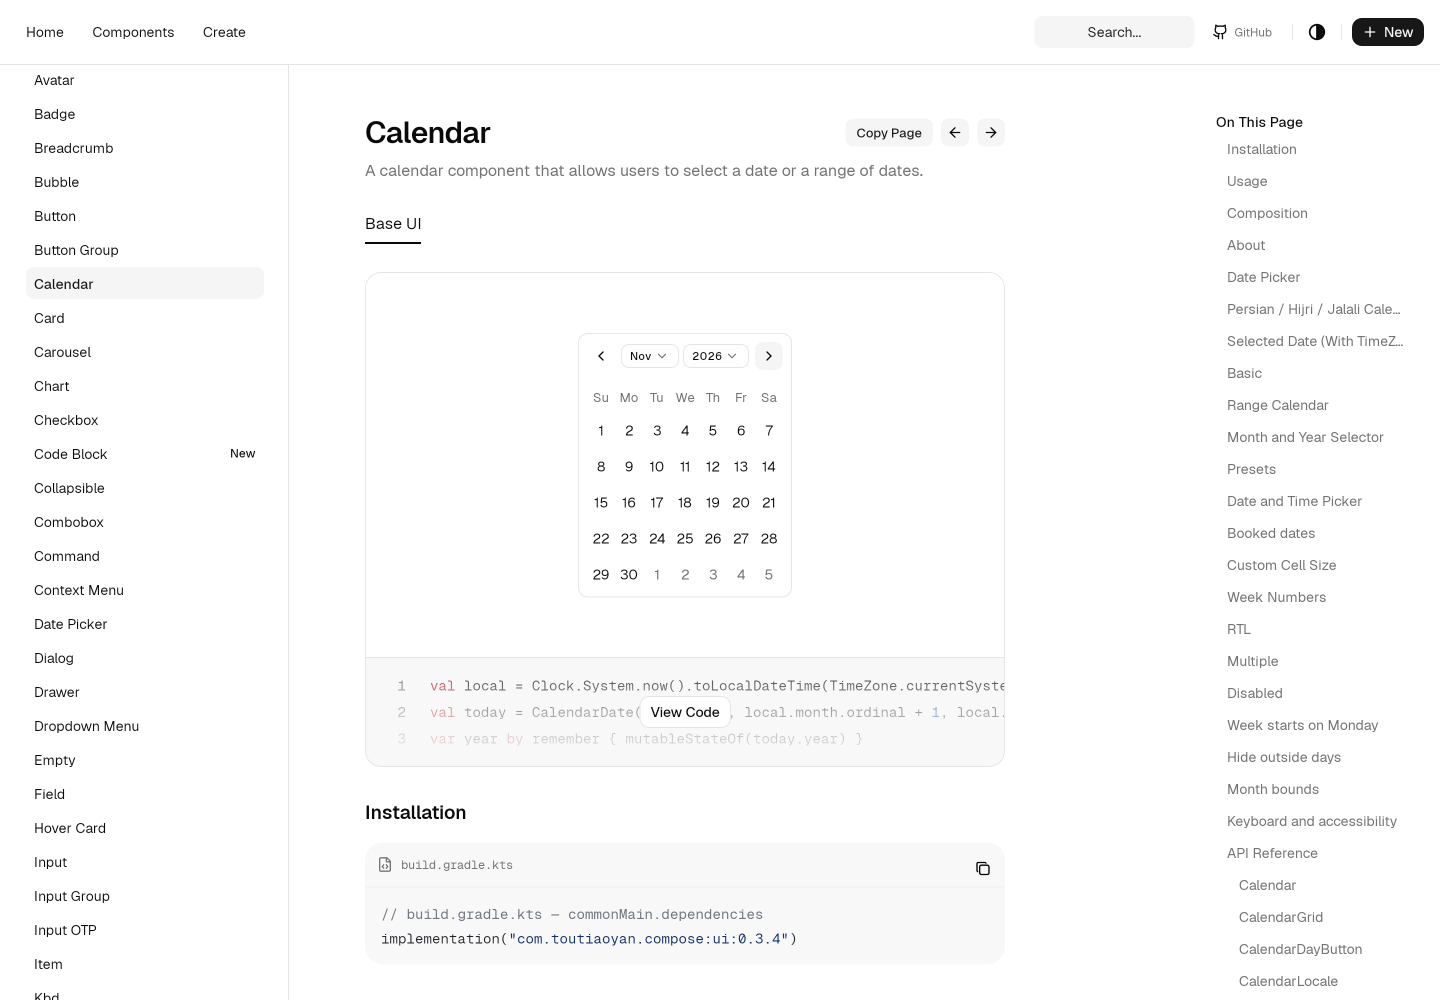 Home
Components
Create
Search...
GitHub
New
Avatar
Badge
Breadcrumb
Bubble
Button
Button Group
Calendar
Card
Carousel
Chart
Checkbox
Code Block New
Collapsible
Combobox
Command
Context Menu
Date Picker
Dialog
Drawer
Dropdown Menu
Empty
Field
Hover Card
Input
Input Group
Input OTP
Item
Kbd
Calendar
Copy Page
A calendar component that allows users to select a date or a range of dates.
Base UI
Nov 2026
Su Mo Tu We Th Fr Sa
1 2 3 4 5 6 7
8 9 10 11 12 13 14
15 16 17 18 19 20 21
22 23 24 25 26 27 28
29 30 1 2 3 4 5
1 val local = Clock.System.now().toLocalDateTime(TimeZone.currentSyste
2 val today = CalendarDate( , local.month.ordinal + 1, local.
View Code
3 var year by remember { mutableStateOf(today.year) }
Installation
build.gradle.kts
// build.gradle.kts — commonMain.dependencies
implementation("com.toutiaoyan.compose:ui:0.3.4")
On This Page
Installation
Usage
Composition
About
Date Picker
Persian / Hijri / Jalali Cale...
Selected Date (With TimeZ...
Basic
Range Calendar
Month and Year Selector
Presets
Date and Time Picker
Booked dates
Custom Cell Size
Week Numbers
RTL
Multiple
Disabled
Week starts on Monday
Hide outside days
Month bounds
Keyboard and accessibility
API Reference
Calendar
CalendarGrid
CalendarDayButton
CalendarLocale